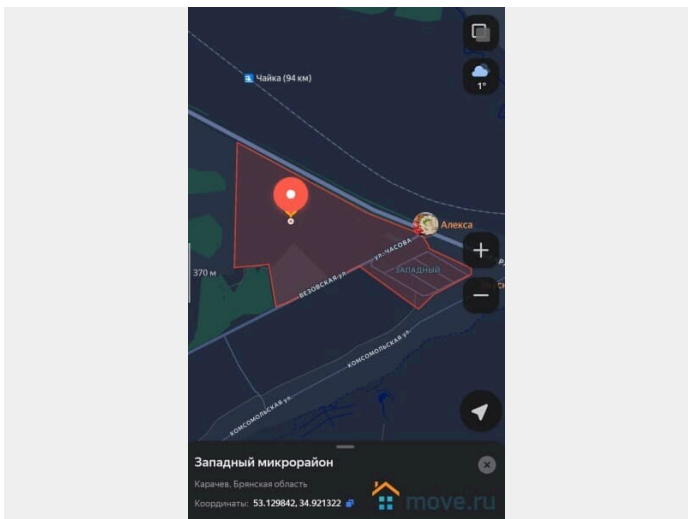 Чайка (94 км)
1°
Алекса
ул. ЧАСОВА
ЗАПАДНЫЙ
370 м
ВЕЗОВСКАЯ ул.
КОМСОМОЛЬСКАЯ ул.
КОМСОМОЛЬСКАЯ ул.
Западный микрорайон
Карачев, Брянская область
Координаты: 53.129842, 34.921322
move.ru